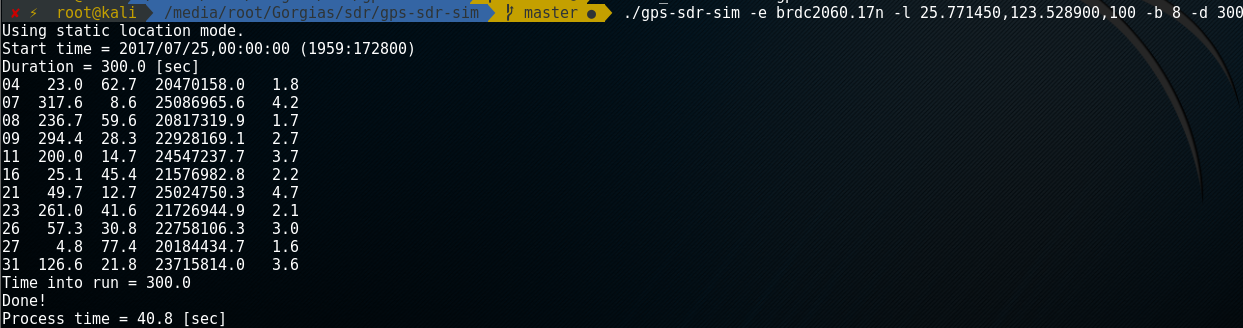 ✘ ⚡ root@kali /media/root/Gorgias/sdr/gps-sdr-sim master ● ./gps-sdr-sim -e brdc2060.17n -l 25.771450,123.528900,100 -b 8 -d 300
Using static location mode.
Start time = 2017/07/25,00:00:00 (1959:172800)
Duration = 300.0 [sec]
04   23.0  62.7  20470158.0   1.8
07  317.6   8.6  25086965.6   4.2
08  236.7  59.6  20817319.9   1.7
09  294.4  28.3  22928169.1   2.7
11  200.0  14.7  24547237.7   3.7
16   25.1  45.4  21576982.8   2.2
21   49.7  12.7  25024750.3   4.7
23  261.0  41.6  21726944.9   2.1
26   57.3  30.8  22758106.3   3.0
27    4.8  77.4  20184434.7   1.6
31  126.6  21.8  23715814.0   3.6
Time into run = 300.0
Done!
Process time = 40.8 [sec]